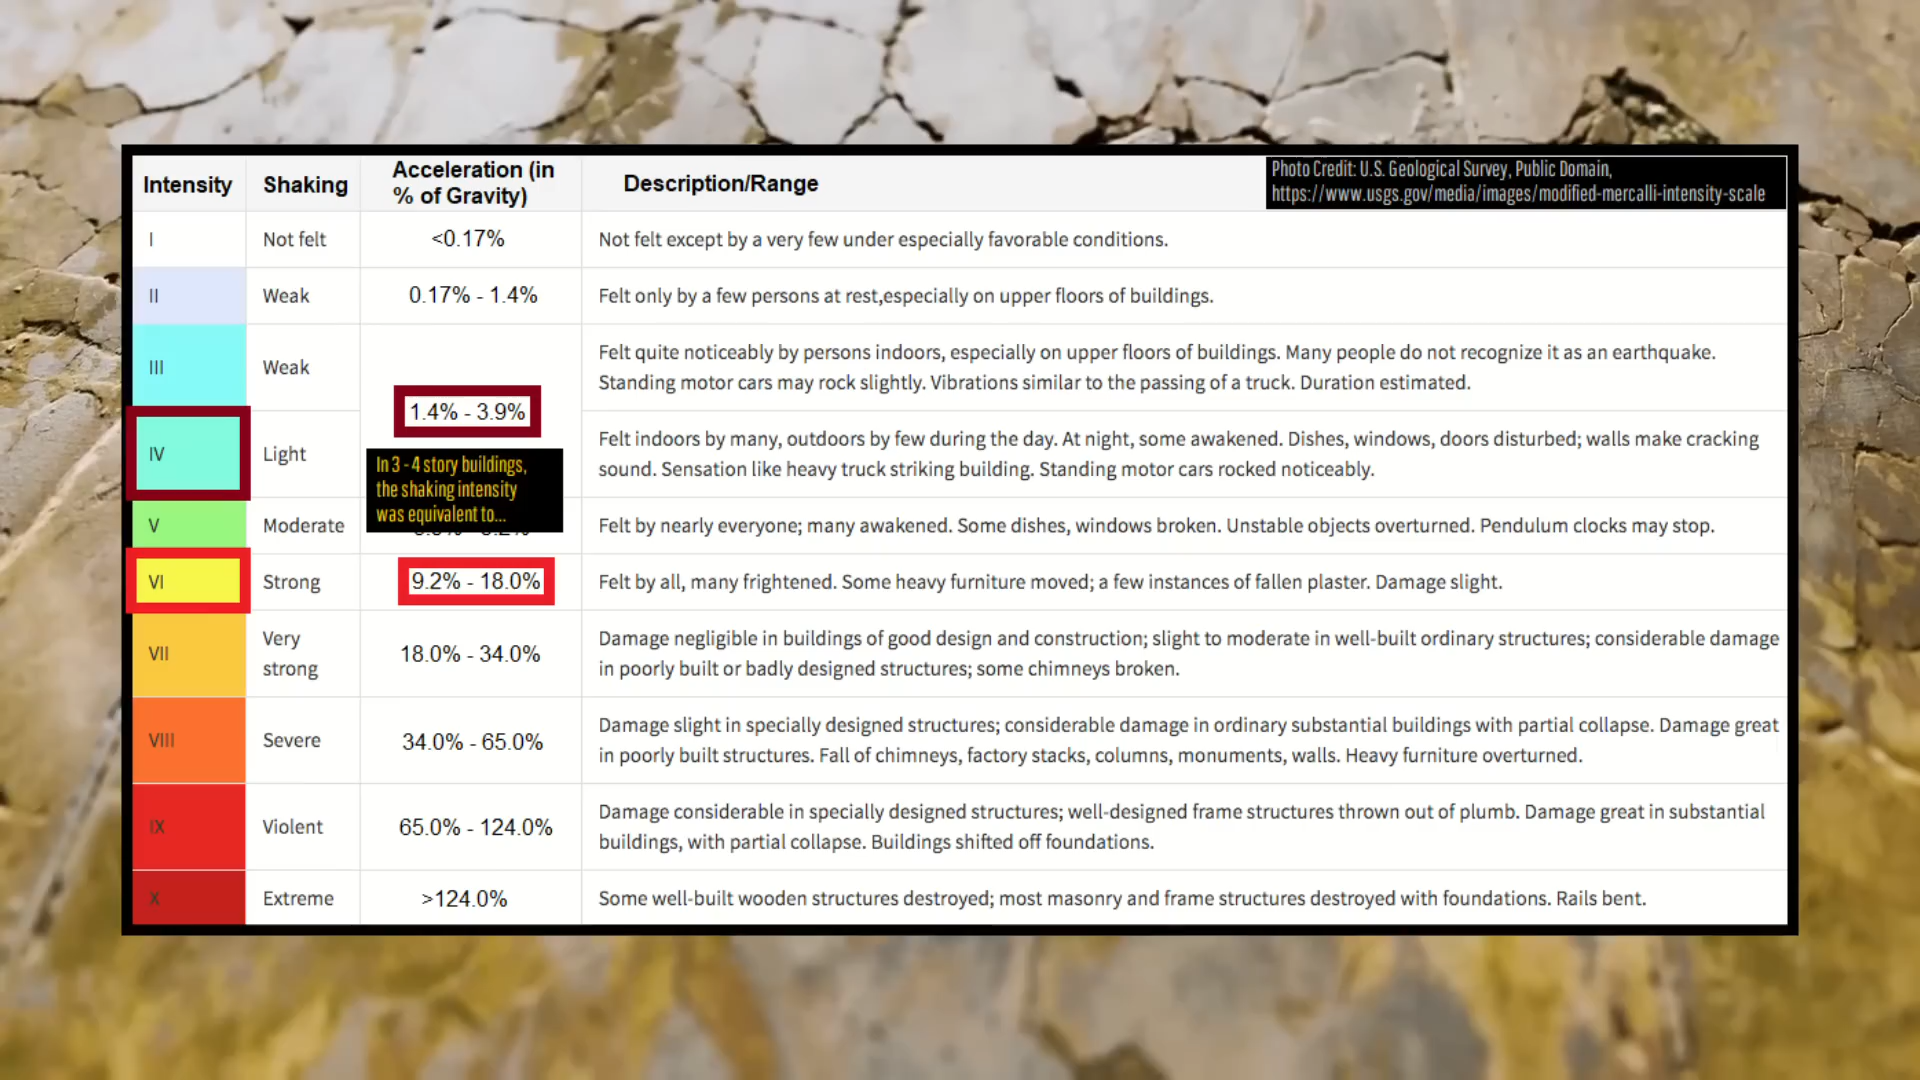 Intensity Shaking Acceleration (in
% of Gravity) Description/Range
Photo Credit: U.S. Geological Survey, Public Domain,
https://www.usgs.gov/media/images/modified-mercalli-intensity-scale
I Not felt <0.17% Not felt except by a very few under especially favorable conditions.
II Weak 0.17% - 1.4% Felt only by a few persons at rest,especially on upper floors of buildings.
III Weak Felt quite noticeably by persons indoors, especially on upper floors of buildings. Many people do not recognize it as an earthquake.
Standing motor cars may rock slightly. Vibrations similar to the passing of a truck. Duration estimated.
1.4% - 3.9%
IV Light Felt indoors by many, outdoors by few during the day. At night, some awakened. Dishes, windows, doors disturbed; walls make cracking
sound. Sensation like heavy truck striking building. Standing motor cars rocked noticeably.
In 3 - 4 story buildings,
the shaking intensity
was equivalent to...
V Moderate Felt by nearly everyone; many awakened. Some dishes, windows broken. Unstable objects overturned. Pendulum clocks may stop.
VI Strong 9.2% - 18.0% Felt by all, many frightened. Some heavy furniture moved; a few instances of fallen plaster. Damage slight.
VII Very
strong 18.0% - 34.0% Damage negligible in buildings of good design and construction; slight to moderate in well-built ordinary structures; considerable damage
in poorly built or badly designed structures; some chimneys broken.
VIII Severe 34.0% - 65.0% Damage slight in specially designed structures; considerable damage in ordinary substantial buildings with partial collapse. Damage great
in poorly built structures. Fall of chimneys, factory stacks, columns, monuments, walls. Heavy furniture overturned.
IX Violent 65.0% - 124.0% Damage considerable in specially designed structures; well-designed frame structures thrown out of plumb. Damage great in substantial
buildings, with partial collapse. Buildings shifted off foundations.
X Extreme >124.0% Some well-built wooden structures destroyed; most masonry and frame structures destroyed with foundations. Rails bent.